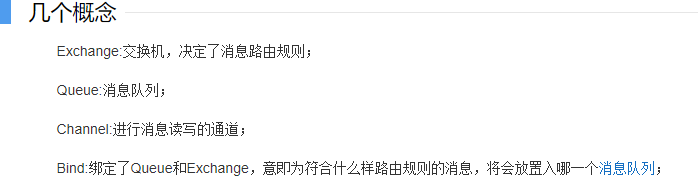 几个概念
Exchange:交换机，决定了消息路由规则；
Queue:消息队列；
Channel:进行消息读写的通道；
Bind:绑定了Queue和Exchange，意即为符合什么样路由规则的消息，将会放置入哪一个消息队列；